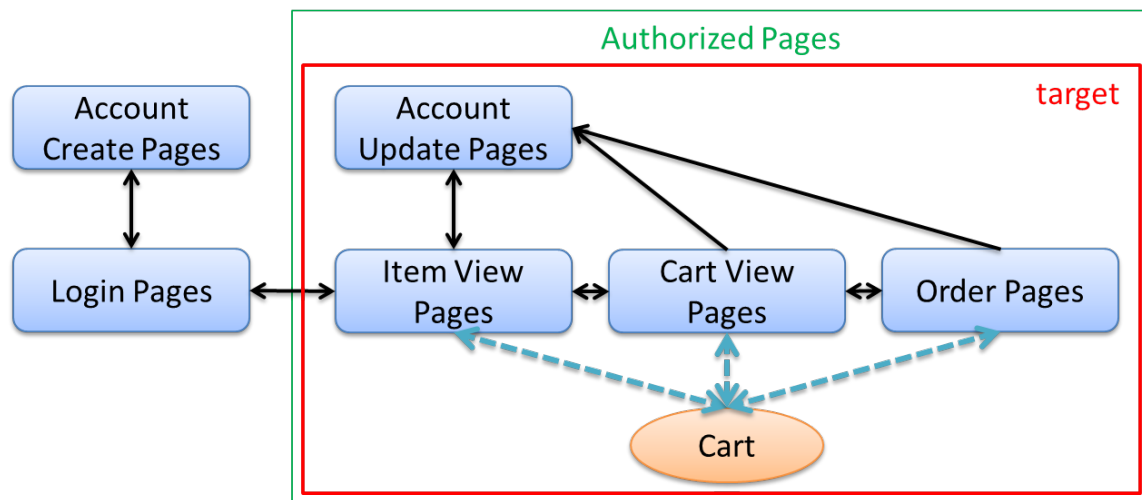 Authorized Pages
target
Account
Create Pages
Account
Update Pages
Login Pages
Item View
Pages
Cart View
Pages
Order Pages
Cart